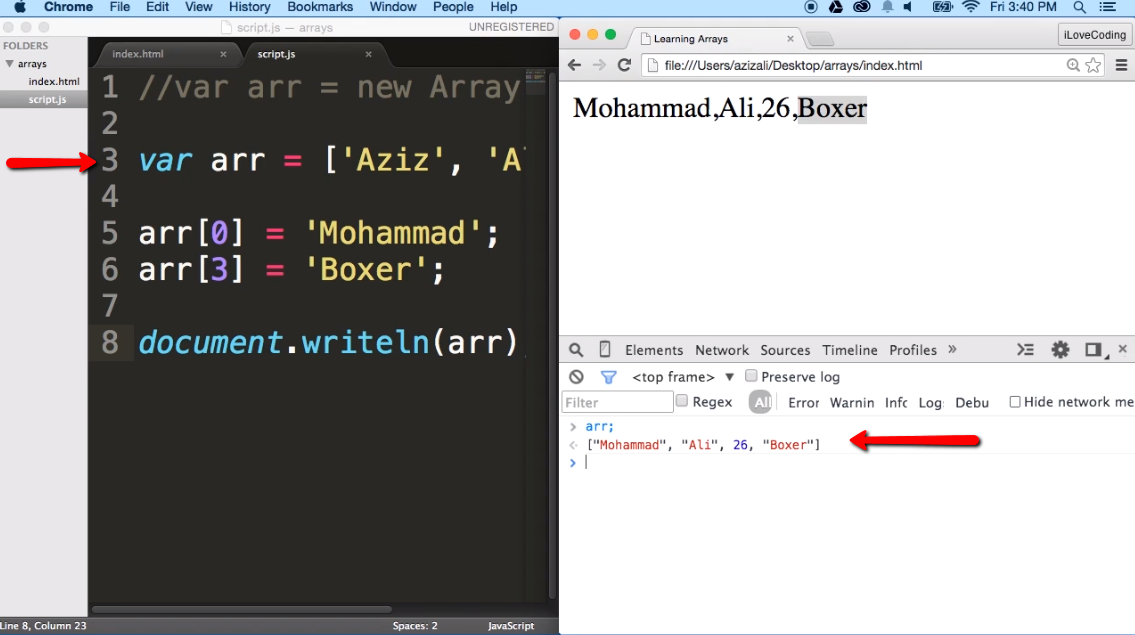 Chrome File Edit View History Bookmarks Window People Help Fri 3:40 PM
script.js — arrays UNREGISTERED
FOLDERS
arrays
index.html
script.js
index.html × script.js ×
1 //var arr = new Array
2
3 var arr = ['Aziz', 'A
4
5 arr[0] = 'Mohammad';
6 arr[3] = 'Boxer';
7
8 document.writeln(arr)
Line 8, Column 23 Spaces: 2 JavaScript
Learning Arrays × iLoveCoding
file:///Users/azizali/Desktop/arrays/index.html
Mohammad,Ali,26,Boxer
Elements Network Sources Timeline Profiles » ×
<top frame> ▼ Preserve log
Filter Regex All Error Warnin Info Log Debu Hide network me
> arr;
["Mohammad", "Ali", 26, "Boxer"]
>